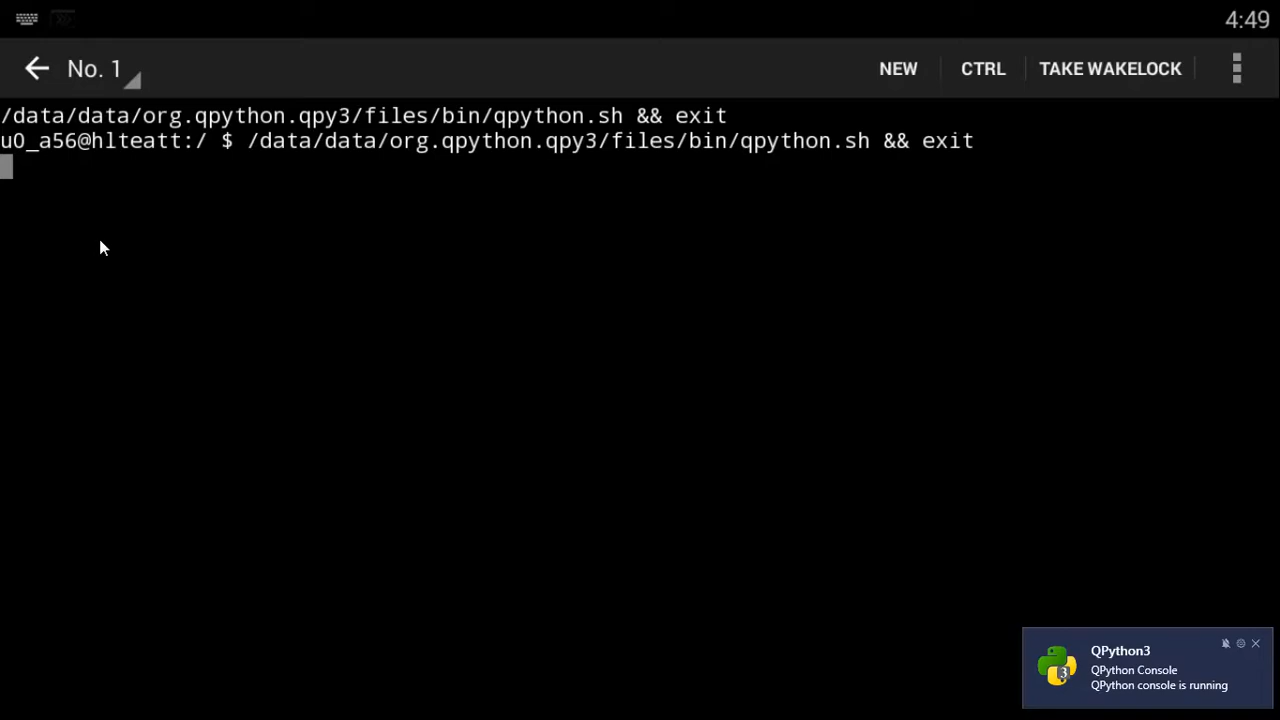 4:49
No. 1
NEW
CTRL
TAKE WAKELOCK
/data/data/org.qpython.qpy3/files/bin/qpython.sh && exit
u0_a56@hlteatt:/ $ /data/data/org.qpython.qpy3/files/bin/qpython.sh && exit
QPython3
QPython Console
QPython console is running
3